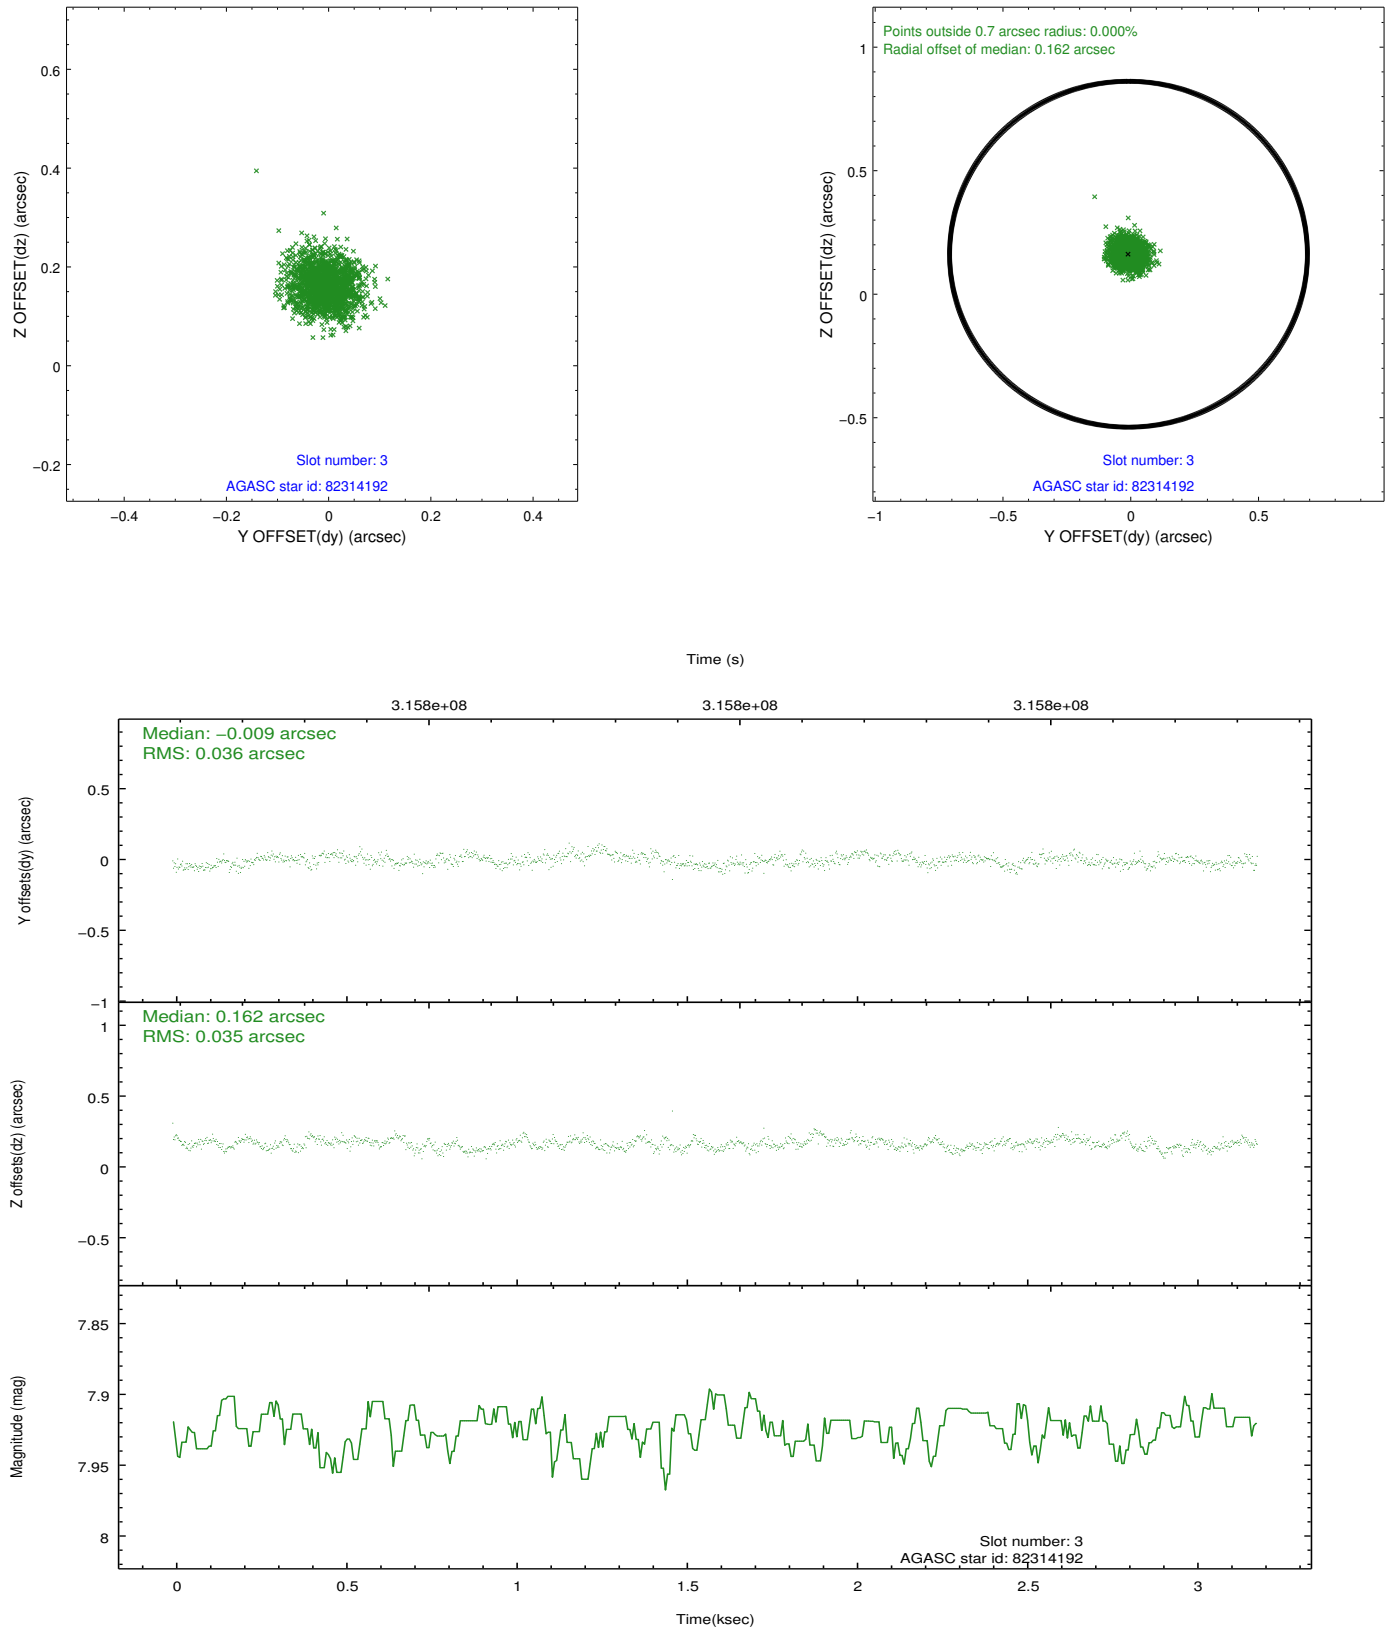 0.6
0.4
0.2
0
−0.2
Z OFFSET(dz) (arcsec)
Slot number: 3
AGASC star id: 82314192
−0.4
−0.2
0
0.2
0.4
Y OFFSET(dy) (arcsec)
Points outside 0.7 arcsec radius: 0.000%
Radial offset of median: 0.162 arcsec
1
0.5
0
−0.5
Z OFFSET(dz) (arcsec)
Slot number: 3
AGASC star id: 82314192
−1
−0.5
0
0.5
Y OFFSET(dy) (arcsec)
Time (s)
3.158e+08
3.158e+08
3.158e+08
Median: −0.009 arcsec
RMS: 0.036 arcsec
0.5
0
−0.5
−1
Y offsets(dy) (arcsec)
Median: 0.162 arcsec
RMS: 0.035 arcsec
1
0.5
0
−0.5
Z offsets(dz) (arcsec)
7.85
7.9
7.95
8
Magnitude (mag)
Slot number: 3
AGASC star id: 82314192
0
0.5
1
1.5
2
2.5
3
Time(ksec)